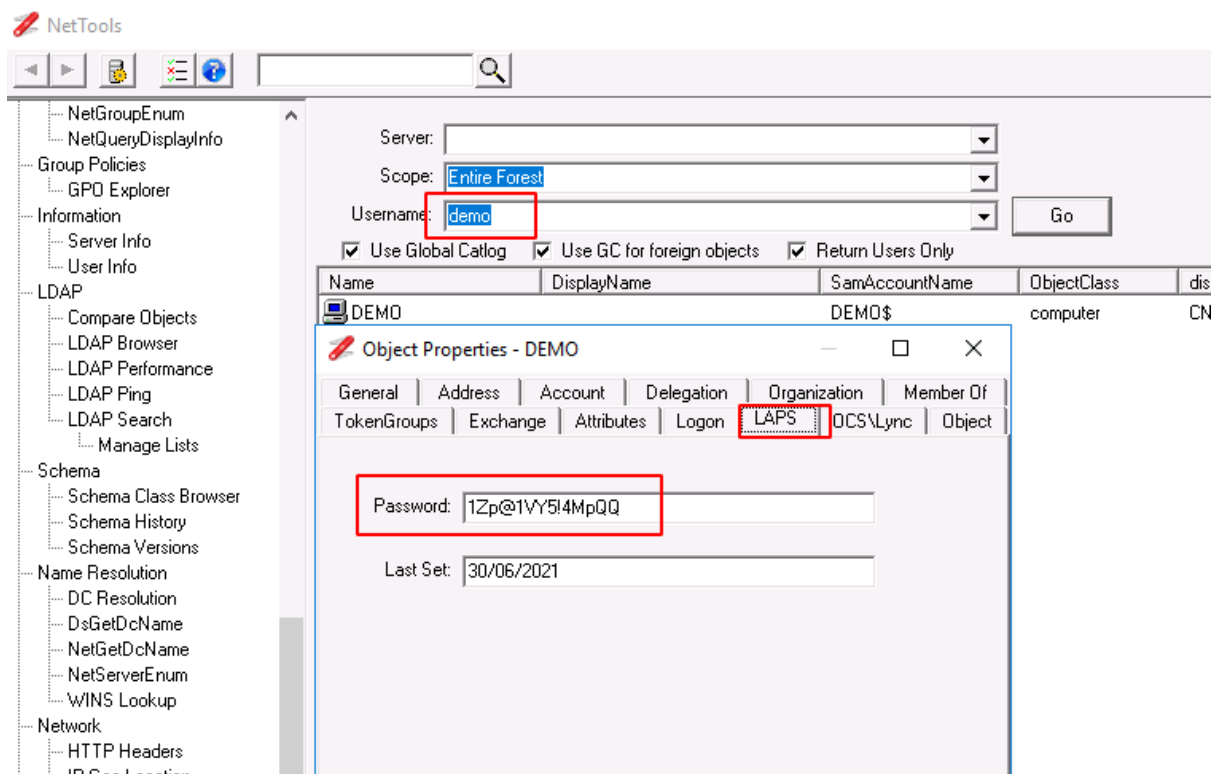 NetTools
NetGroupEnum
NetQueryDisplayInfo
Group Policies
GPO Explorer
Information
Server Info
User Info
LDAP
Compare Objects
LDAP Browser
LDAP Performance
LDAP Ping
LDAP Search
Manage Lists
Schema
Schema Class Browser
Schema History
Schema Versions
Name Resolution
DC Resolution
DsGetDcName
NetGetDcName
NetServerEnum
WINS Lookup
Network
HTTP Headers
Server:
Scope: Entire Forest
Username: demo Go
Use Global Catlog Use GC for foreign objects Return Users Only
Name DisplayName SamAccountName ObjectClass dis
DEMO DEMO$ computer CN
Object Properties - DEMO
General Address Account Delegation Organization Member Of
TokenGroups Exchange Attributes Logon LAPS OCS\Lync Object
Password: 1Zp@1VY5!4MpQQ
Last Set: 30/06/2021